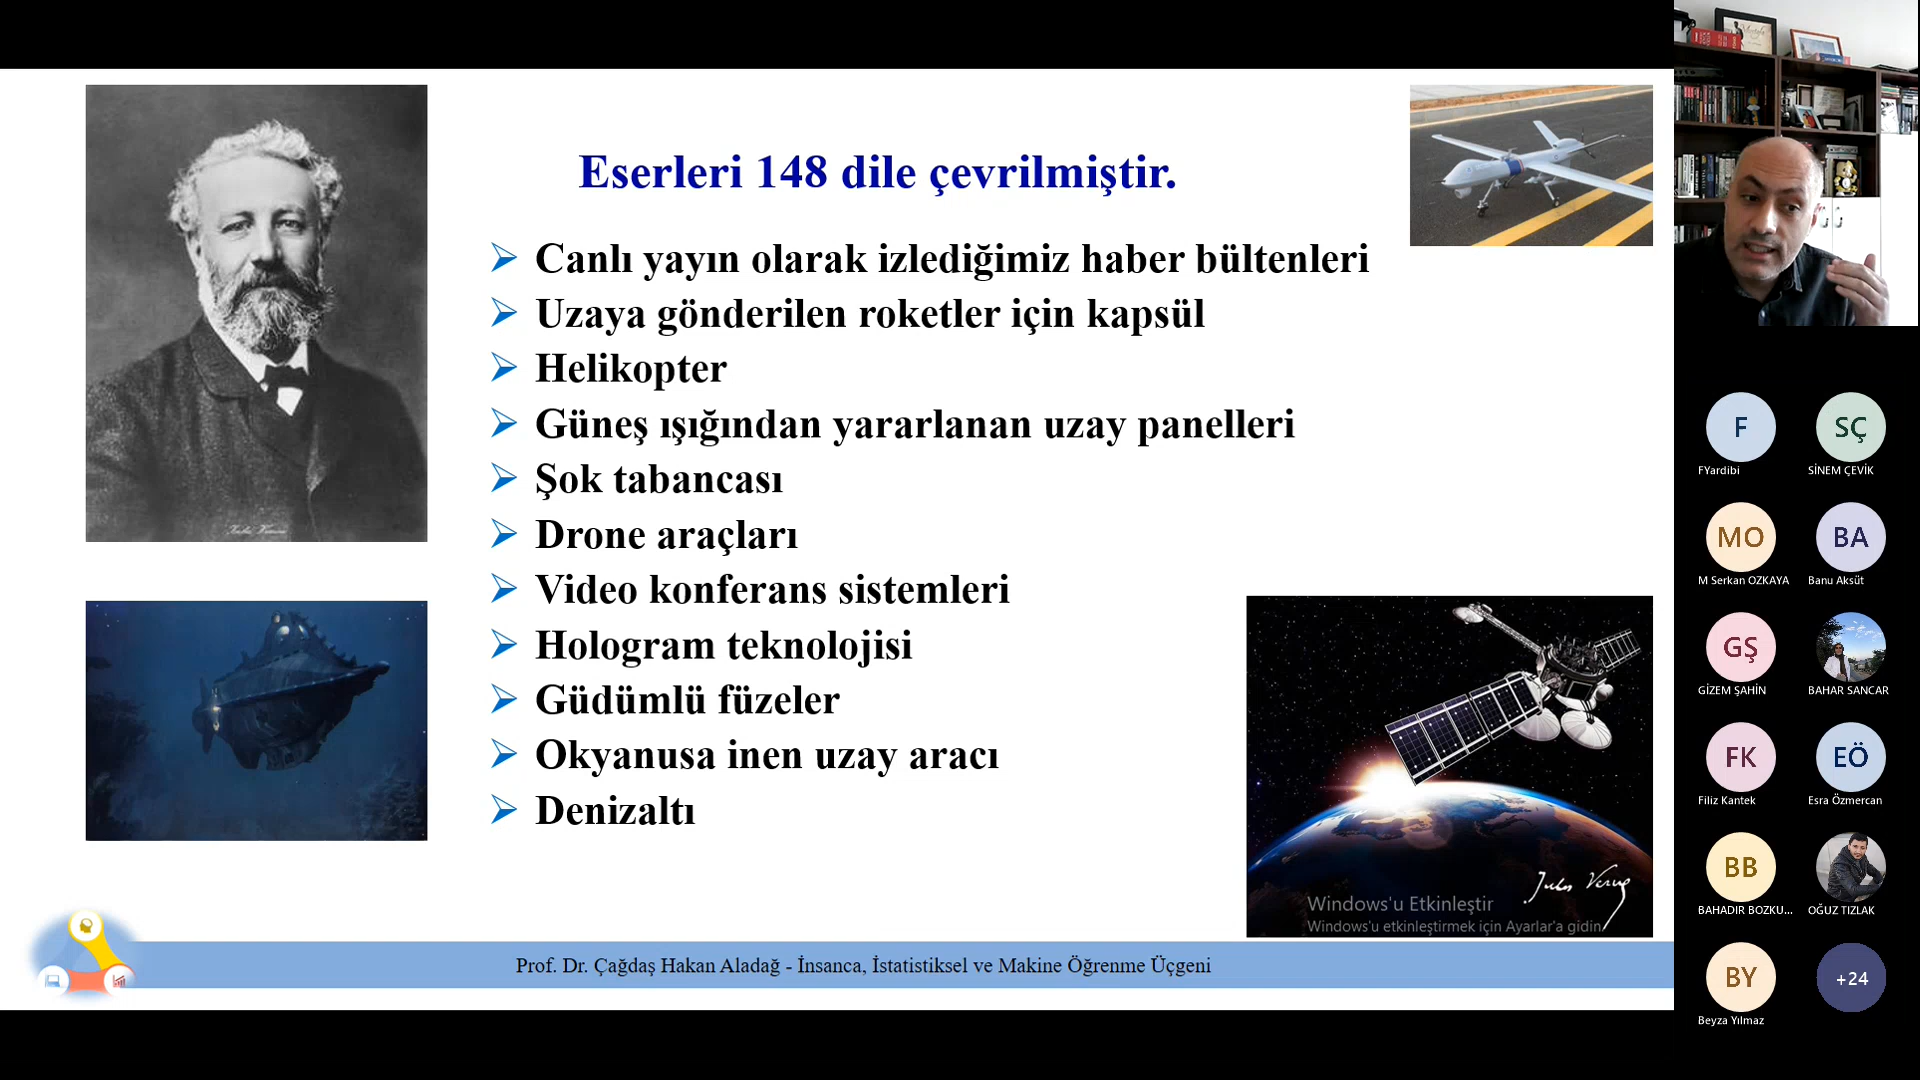 Eserleri 148 dile çevrilmiştir.
Canlı yayın olarak izlediğimiz haber bültenleri
Uzaya gönderilen roketler için kapsül
Helikopter
Güneş ışığından yararlanan uzay panelleri
Şok tabancası
Drone araçları
Video konferans sistemleri
Hologram teknolojisi
Güdümlü füzeler
Okyanusa inen uzay aracı
Denizaltı
Jules Verne
Windows'u Etkinleştir
Windows'u etkinleştirmek için Ayarlar'a gidin.
Prof. Dr. Çağdaş Hakan Aladağ - İnsanca, İstatistiksel ve Makine Öğrenme Üçgeni
F
SÇ
FYardibi
SİNEM ÇEVİK
MO
BA
M Serkan OZKAYA
Banu Aksüt
GŞ
GİZEM ŞAHİN
BAHAR SANCAR
FK
EÖ
Filiz Kantek
Esra Özmercan
BB
BAHADIR BOZKU...
OĞUZ TIZLAK
BY
+24
Beyza Yılmaz